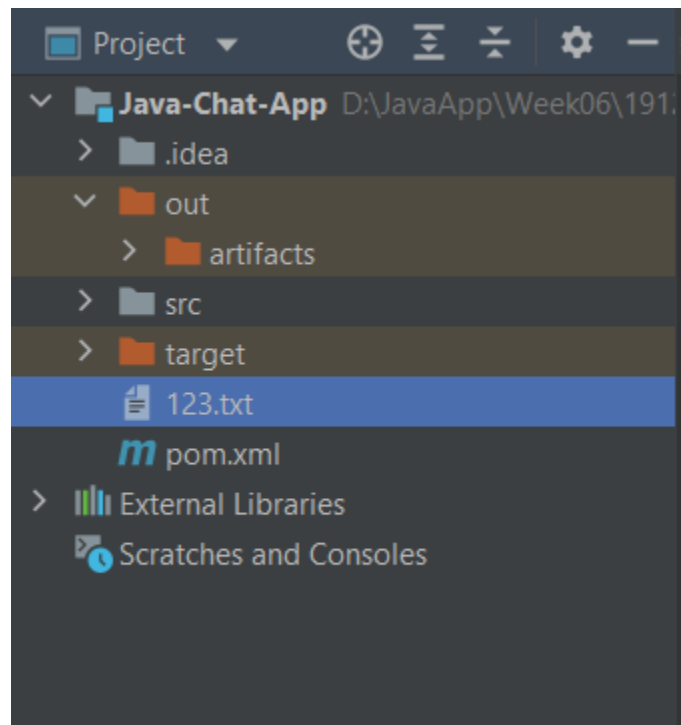 Project
Java-Chat-App D:\JavaApp\Week06\191
.idea
out
artifacts
src
target
123.txt
m pom.xml
External Libraries
Scratches and Consoles